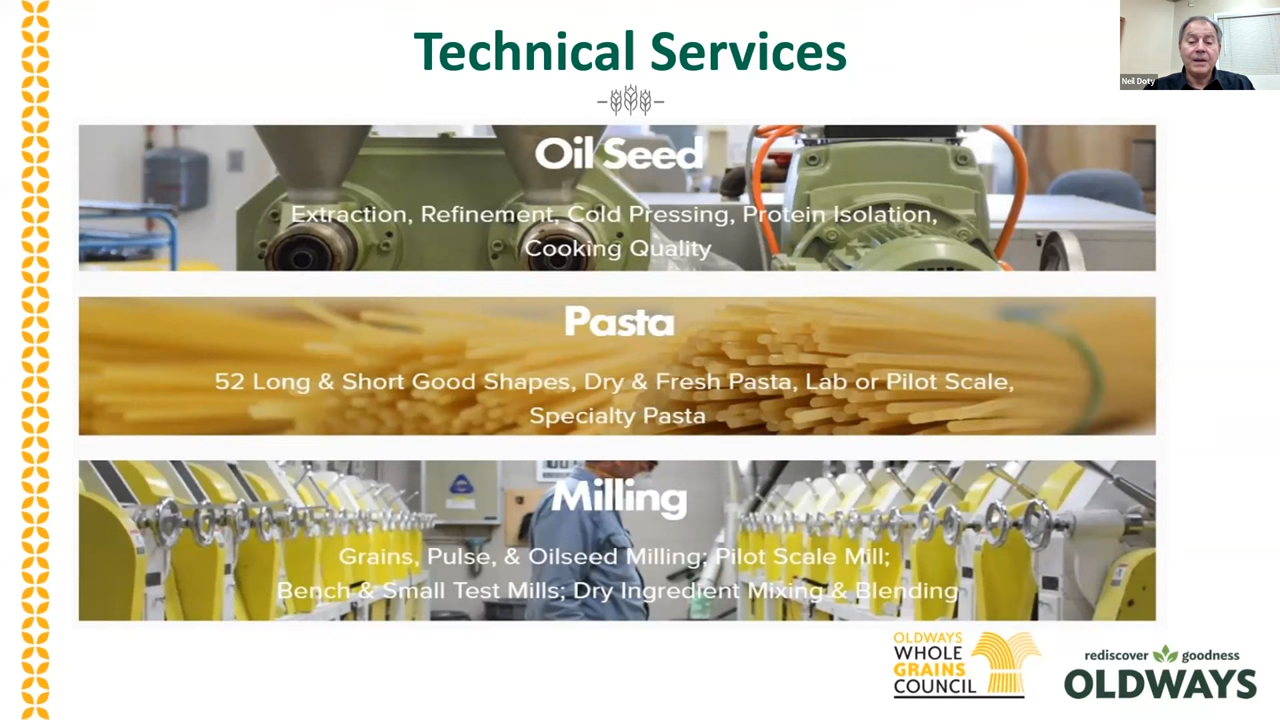 Technical Services
Neil Doty
Oil Seed
Extraction, Refinement, Cold Pressing, Protein Isolation,
Cooking Quality
Pasta
52 Long & Short Good Shapes, Dry & Fresh Pasta, Lab or Pilot Scale,
Specialty Pasta
Milling
Grains, Pulse, & Oilseed Milling; Pilot Scale Mill;
Bench & Small Test Mills; Dry Ingredient Mixing & Blending
OLDWAYS
WHOLE
GRAINS
COUNCIL
rediscover goodness
OLDWAYS